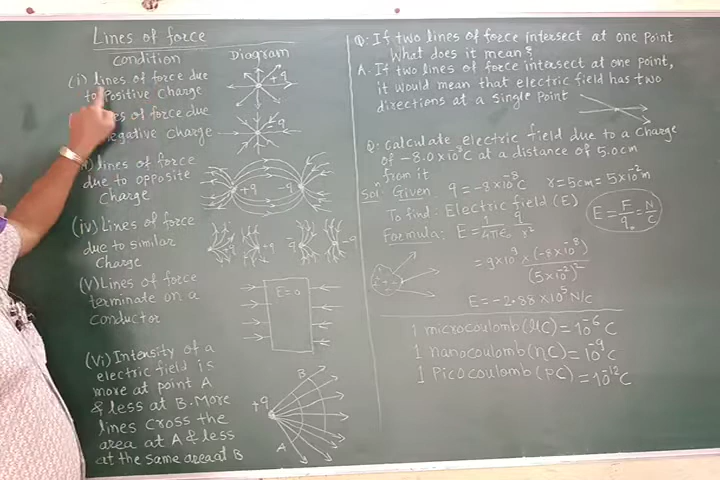 Lines of force
Condition Diagram
(i) lines of force due
to positive charge
+q
of force due
negative charge
-q
lines of force
due to opposite
Charge
+q -q
(iv) Lines of force
due to similar
Charge
+q +q -q -q
(V) Lines of force
terminate on a
conductor
E=0
(Vi) Intensity of a
electric field is
more at point A
& less at B. More
lines cross the
area at A & less
at the same area at B
+q
B
A
Q: If two lines of force intersect at one point
What does it mean?
A. If two lines of force intersect at one point,
it would mean that electric field has two
directions at a single point
Q: Calculate electric field due to a charge
of -8.0×10⁻⁸C at a distance of 5.0cm
from it
Sol: Given. q = -8×10⁻⁸C r=5cm = 5×10⁻²m
To find: Electric field (E)
Formula: E = 1/4πε₀ q/r²
E = F/q₀ = N/C
= 9×10⁹ × (-8×10⁻⁸)/(5×10⁻²)²
E = -2.88 ×10⁵ N/C
1 microcoulomb (μC) = 10⁻⁶ C
1 nanocoulomb (nC) = 10⁻⁹ C
1 Picocoulomb (PC) = 10⁻¹² C